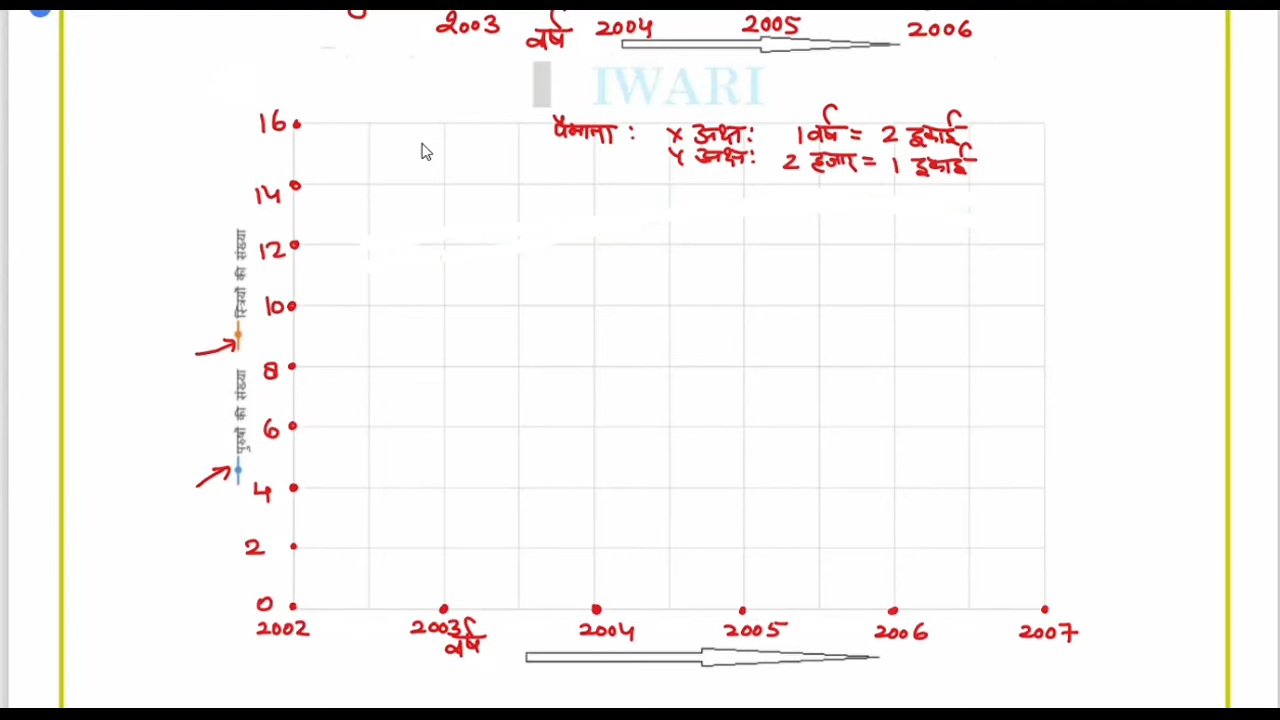 2003 वर्ष 2004 2005 2006
IWARI
16
पैमाना : x अक्ष: 1 वर्ष = 2 इकाई
Y अक्ष: 2 हजार = 1 इकाई
14
12
10
8
6
4
2
0
स्त्रियों की संख्या
पुरुषों की संख्या
2002 2003 2004 2005 2006 2007
वर्ष